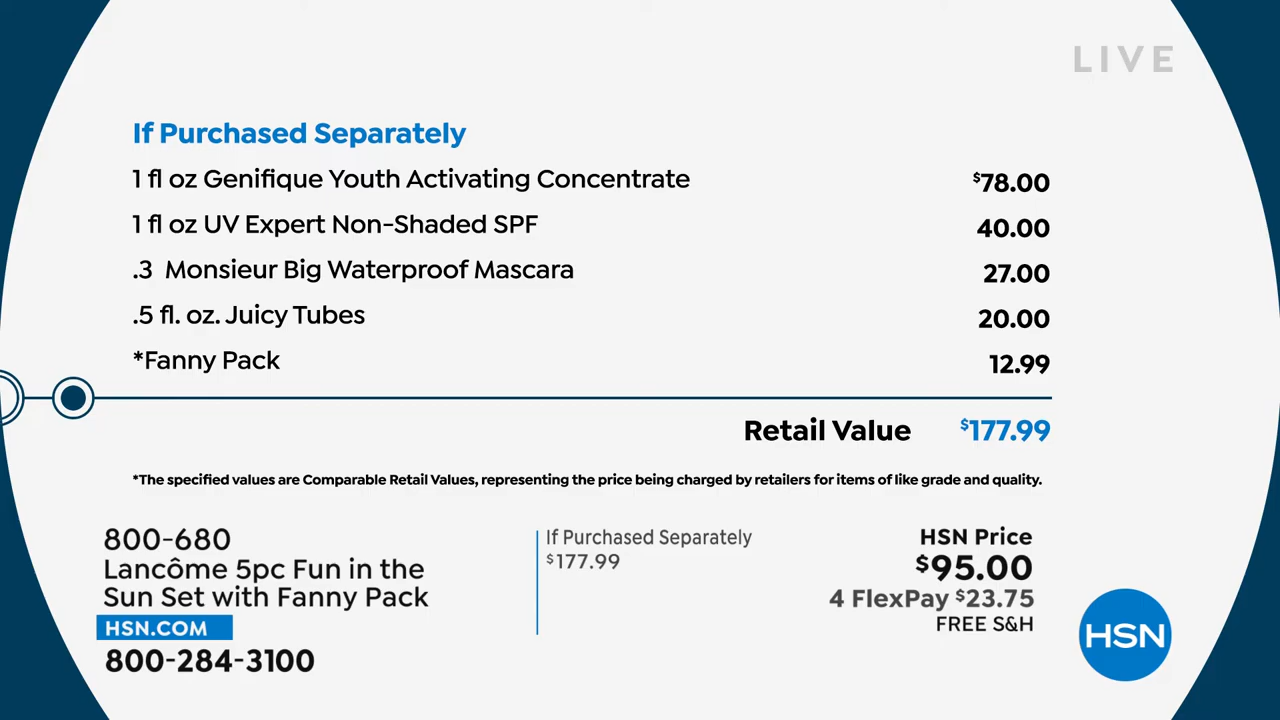 LIVE
If Purchased Separately
1 fl oz Genifique Youth Activating Concentrate $78.00
1 fl oz UV Expert Non-Shaded SPF 40.00
.3 Monsieur Big Waterproof Mascara 27.00
.5 fl. oz. Juicy Tubes 20.00
*Fanny Pack 12.99
Retail Value $177.99
*The specified values are Comparable Retail Values, representing the price being charged by retailers for items of like grade and quality.
800-680
Lancôme 5pc Fun in the
Sun Set with Fanny Pack
HSN.COM
800-284-3100
If Purchased Separately
$177.99
HSN Price
$95.00
4 FlexPay $23.75
FREE S&H
HSN